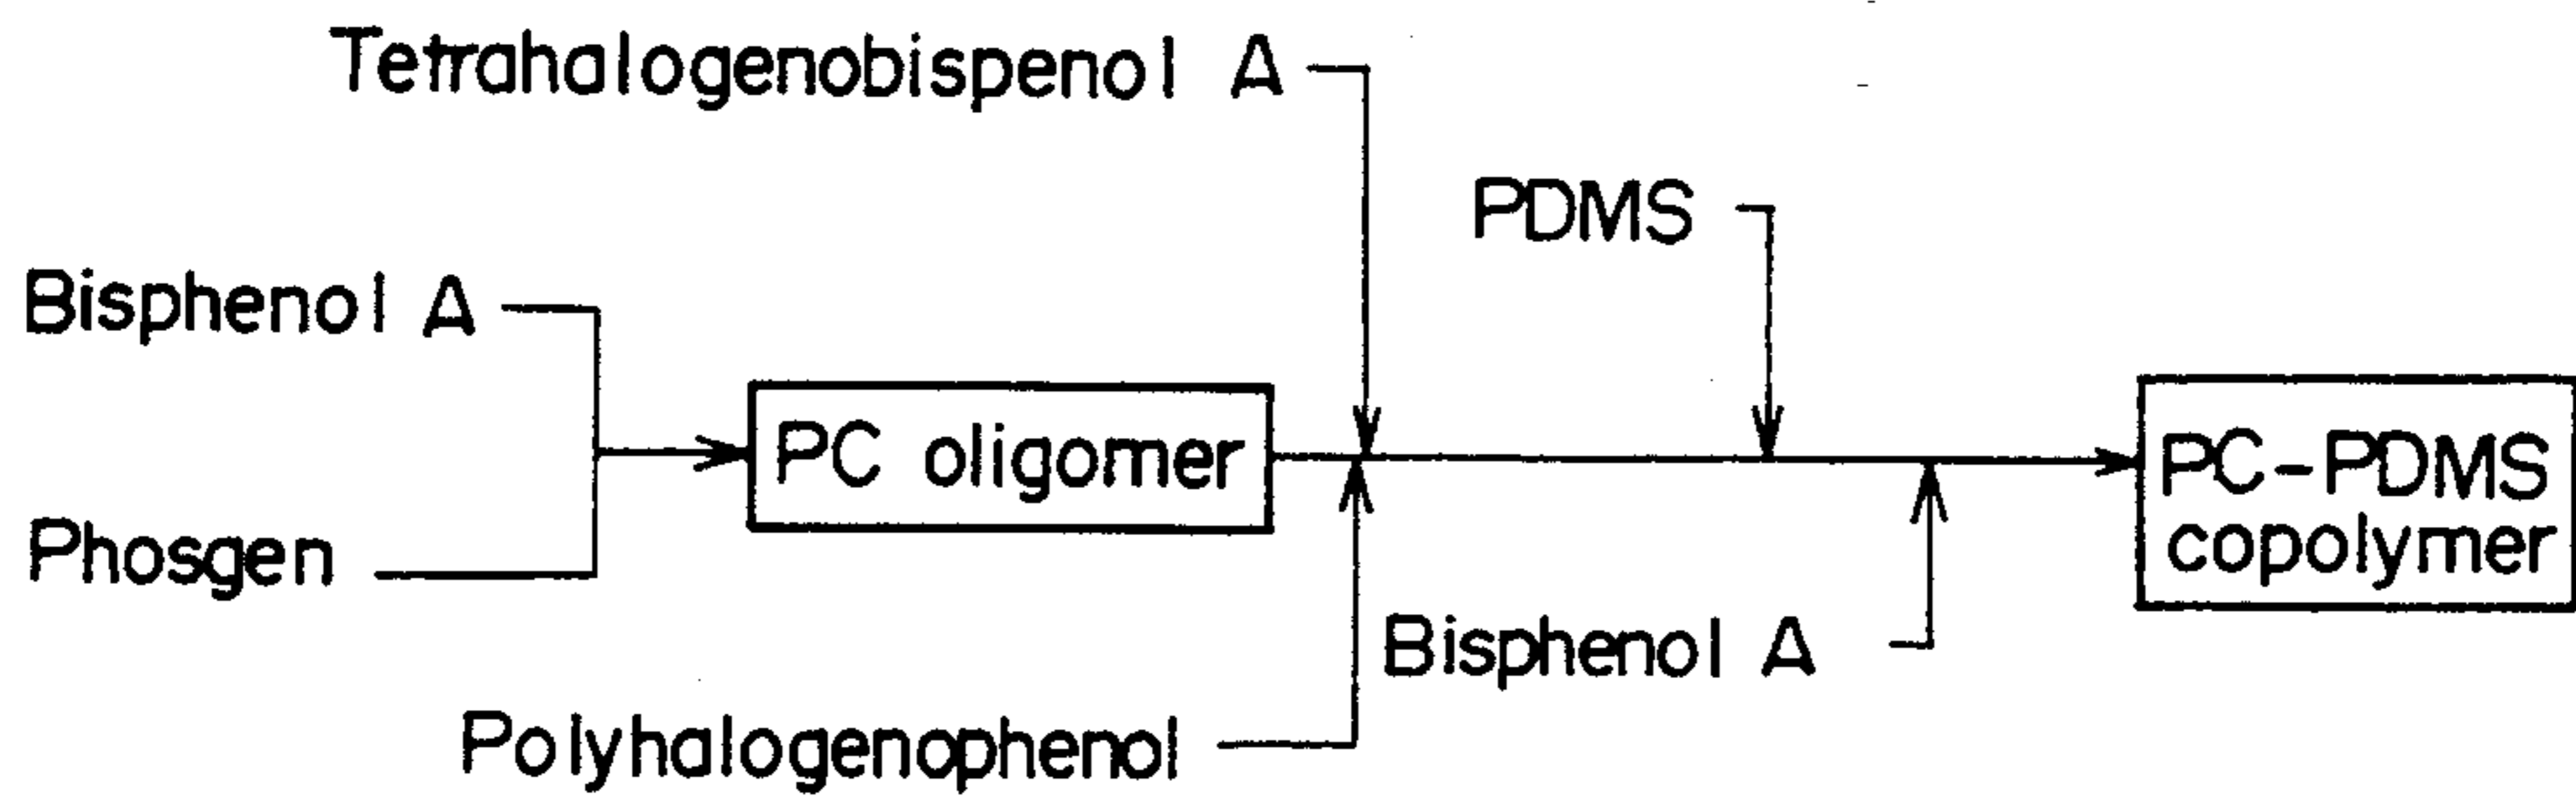 Tetrahalogenobispenol A
PDMS
Bisphenol A
PC oligomer
PC-PDMS
copolymer
Phosgen
Bisphenol A
Polyhalogenophenol